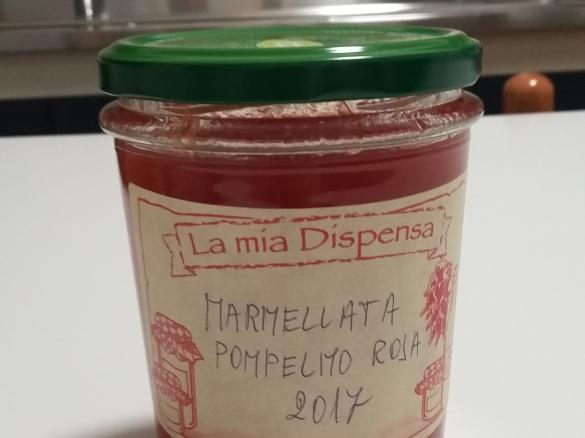 La mia Dispensa
MARMELLATA
POMPELMO ROSA
2017